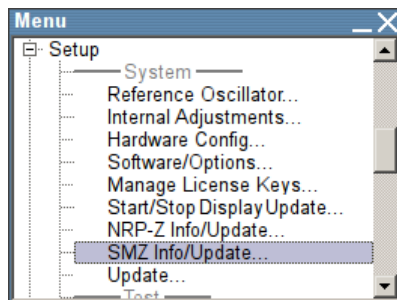 Menu
Setup
System
Reference Oscillator...
Internal Adjustments...
Hardware Config...
Software/Options...
Manage License Keys...
Start/Stop Display Update...
NRP-Z Info/Update...
SMZ Info/Update...
Update...
Test